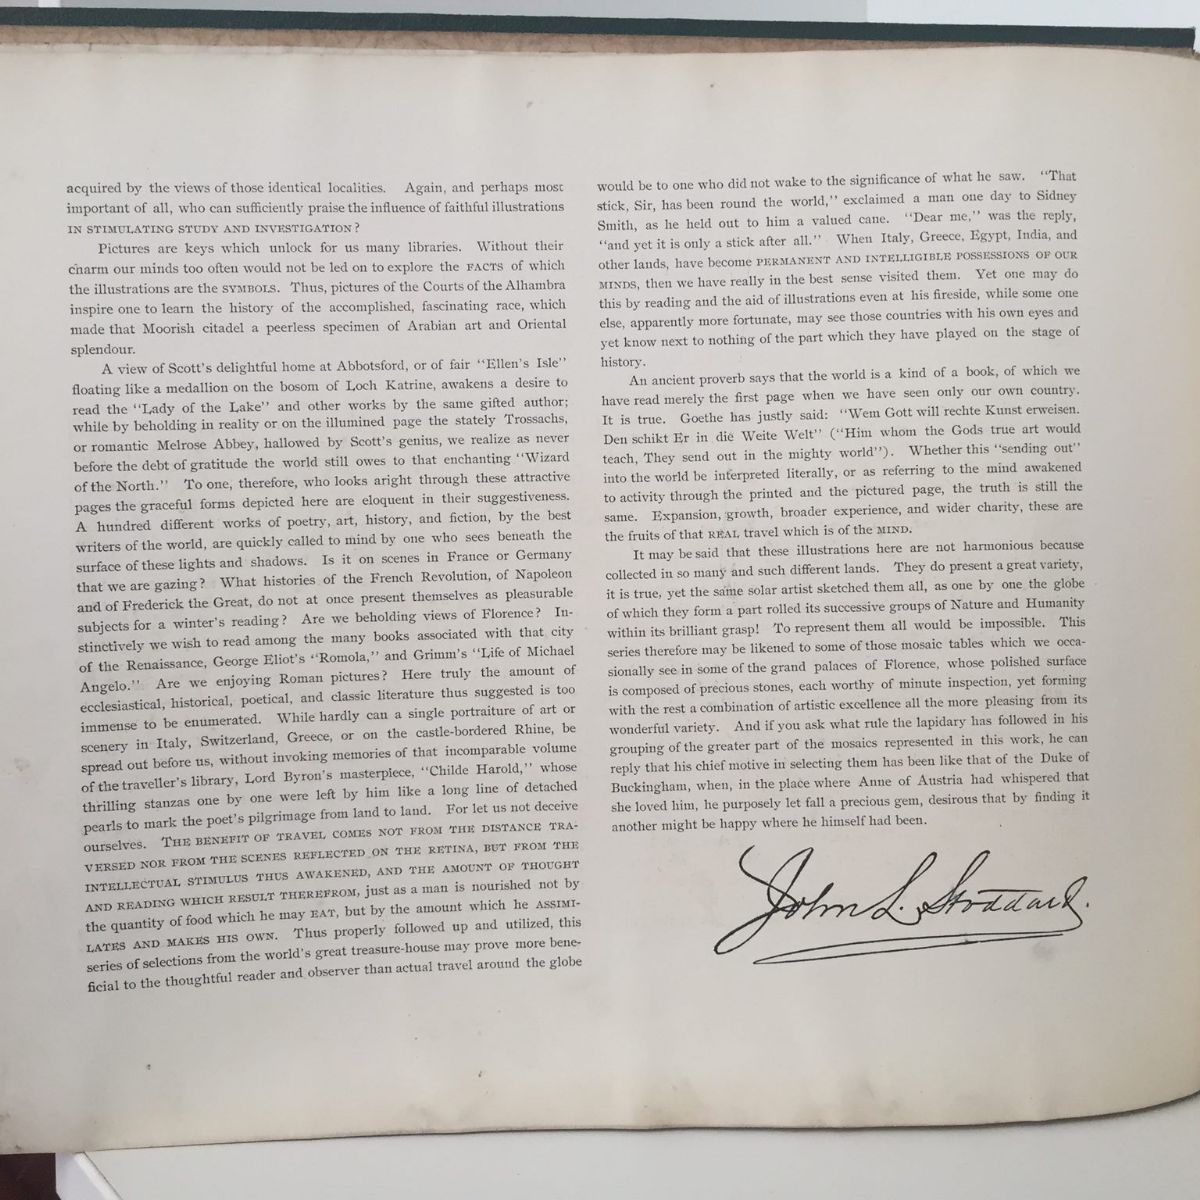 acquired by the views of those identical localities. Again, and perhaps most
important of all, who can sufficiently praise the influence of faithful illustrations
IN STIMULATING STUDY AND INVESTIGATION?
Pictures are keys which unlock for us many libraries. Without their
charm our minds too often would not be led on to explore the FACTS of which
the illustrations are the SYMBOLS. Thus, pictures of the Courts of the Alhambra
inspire one to learn the history of the accomplished, fascinating race, which
made that Moorish citadel a peerless specimen of Arabian art and Oriental
splendour.
A view of Scott's delightful home at Abbotsford, or of fair "Ellen's Isle"
floating like a medallion on the bosom of Loch Katrine, awakens a desire to
read the "Lady of the Lake" and other works by the same gifted author;
while by beholding in reality or on the illumined page the stately Trossachs,
or romantic Melrose Abbey, hallowed by Scott's genius, we realize as never
before the debt of gratitude the world still owes to that enchanting "Wizard
of the North." To one, therefore, who looks aright through these attractive
pages the graceful forms depicted here are eloquent in their suggestiveness.
A hundred different works of poetry, art, history, and fiction, by the best
writers of the world, are quickly called to mind by one who sees beneath the
surface of these lights and shadows. Is it on scenes in France or Germany
that we are gazing? What histories of the French Revolution, of Napoleon
and of Frederick the Great, do not at once present themselves as pleasurable
subjects for a winter's reading? Are we beholding views of Florence? In-
stinctively we wish to read among the many books associated with that city
of the Renaissance, George Eliot's "Romola," and Grimm's "Life of Michael
Angelo." Are we enjoying Roman pictures? Here truly the amount of
ecclesiastical, historical, poetical, and classic literature thus suggested is too
immense to be enumerated. While hardly can a single portraiture of art or
scenery in Italy, Switzerland, Greece, or on the castle-bordered Rhine, be
spread out before us, without invoking memories of that incomparable volume
of the traveller's library, Lord Byron's masterpiece, "Childe Harold," whose
thrilling stanzas one by one were left by him like a long line of detached
pearls to mark the poet's pilgrimage from land to land. For let us not deceive
ourselves. THE BENEFIT OF TRAVEL COMES NOT FROM THE DISTANCE TRA-
VERSED NOR FROM THE SCENES REFLECTED ON THE RETINA, BUT FROM THE
INTELLECTUAL STIMULUS THUS AWAKENED, AND THE AMOUNT OF THOUGHT
AND READING WHICH RESULT THEREFROM, just as a man is nourished not by
the quantity of food which he may EAT, but by the amount which he ASSIMI-
LATES AND MAKES HIS OWN. Thus properly followed up and utilized, this
series of selections from the world's great treasure-house may prove more bene-
ficial to the thoughtful reader and observer than actual travel around the globe
would be to one who did not wake to the significance of what he saw. "That
stick, Sir, has been round the world," exclaimed a man one day to Sidney
Smith, as he held out to him a valued cane. "Dear me," was the reply,
"and yet it is only a stick after all." When Italy, Greece, Egypt, India, and
other lands, have become PERMANENT AND INTELLIGIBLE POSSESSIONS OF OUR
MINDS, then we have really in the best sense visited them. Yet one may do
this by reading and the aid of illustrations even at his fireside, while some one
else, apparently more fortunate, may see those countries with his own eyes and
yet know next to nothing of the part which they have played on the stage of
history.
An ancient proverb says that the world is a kind of a book, of which we
have read merely the first page when we have seen only our own country.
It is true. Goethe has justly said: "Wem Gott will rechte Kunst erweisen.
Den schikt Er in die Weite Welt" ("Him whom the Gods true art would
teach, They send out in the mighty world"). Whether this "sending out"
into the world be interpreted literally, or as referring to the mind awakened
to activity through the printed and the pictured page, the truth is still the
same. Expansion, growth, broader experience, and wider charity, these are
the fruits of that REAL travel which is of the MIND.
It may be said that these illustrations here are not harmonious because
collected in so many and such different lands. They do present a great variety,
it is true, yet the same solar artist sketched them all, as one by one the globe
of which they form a part rolled its successive groups of Nature and Humanity
within its brilliant grasp! To represent them all would be impossible. This
series therefore may be likened to some of those mosaic tables which we occa-
sionally see in some of the grand palaces of Florence, whose polished surface
is composed of precious stones, each worthy of minute inspection, yet forming
with the rest a combination of artistic excellence all the more pleasing from its
wonderful variety. And if you ask what rule the lapidary has followed in his
grouping of the greater part of the mosaics represented in this work, he can
reply that his chief motive in selecting them has been like that of the Duke of
Buckingham, when, in the place where Anne of Austria had whispered that
she loved him, he purposely let fall a precious gem, desirous that by finding it
another might be happy where he himself had been.
John L. Stoddard.